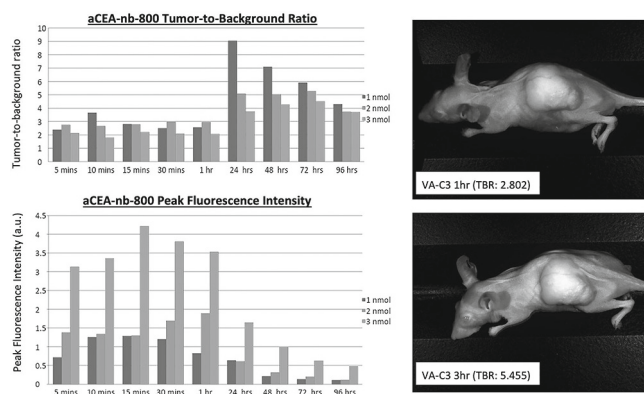 aCEA-nb-800 Tumor-to-Background Ratio
Tumor-to-background ratio
10
9
8
7
6
5
4
3
2
1
0
5 mins 10 mins 15 mins 30 mins 1 hr 24 hrs 48 hrs 72 hrs 96 hrs
1 nmol
2 nmol
3 nmol
VA-C3 1hr (TBR: 2.802)
aCEA-nb-800 Peak Fluorescence Intensity
Peak Fluorescence Intensity (a.u.)
4.5
4
3.5
3
2.5
2
1.5
1
0.5
0
5 mins 10 mins 15 mins 30 mins 1 hr 24 hrs 48 hrs 72 hrs 96 hrs
1 nmol
2 nmol
3 nmol
VA-C3 3hr (TBR: 5.455)